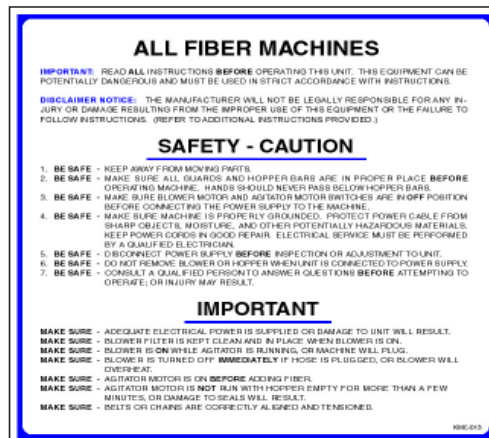 ALL FIBER MACHINES
IMPORTANT: READ ALL INSTRUCTIONS BEFORE OPERATING THIS UNIT. THIS EQUIPMENT CAN BE
POTENTIALLY DANGEROUS AND MUST BE USED IN STRICT ACCORDANCE WITH INSTRUCTIONS.
DISCLAIMER NOTICE: THE MANUFACTURER WILL NOT BE LEGALLY RESPONSIBLE FOR ANY IN-
JURY OR DAMAGE RESULTING FROM THE IMPROPER USE OF THIS EQUIPMENT OR THE FAILURE TO
FOLLOW INSTRUCTIONS. (REFER TO ADDITIONAL INSTRUCTIONS PROVIDED.)
SAFETY - CAUTION
1. BE SAFE - KEEP AWAY FROM MOVING PARTS.
2. BE SAFE - MAKE SURE ALL GUARDS AND HOPPER BARS ARE IN PROPER PLACE BEFORE
OPERATING MACHINE. HANDS SHOULD NEVER PASS BELOW HOPPER BARS.
3. BE SAFE - MAKE SURE BLOWER MOTOR AND AGITATOR MOTOR SWITCHES ARE IN OFF POSITION
BEFORE CONNECTING THE POWER SUPPLY TO THE MACHINE.
4. BE SAFE - MAKE SURE MACHINE IS PROPERLY GROUNDED. PROTECT POWER CABLE FROM
SHARP OBJECTS, MOISTURE, AND OTHER POTENTIALLY HAZARDOUS MATERIALS.
KEEP POWER CORDS IN GOOD REPAIR. ELECTRICAL SERVICE MUST BE PERFORMED
BY A QUALIFIED ELECTRICIAN.
5. BE SAFE - DISCONNECT POWER SUPPLY BEFORE INSPECTION OR ADJUSTMENT TO UNIT.
6. BE SAFE - DO NOT REMOVE BLOWER OR HOPPER WHEN UNIT IS CONNECTED TO POWER SUPPLY.
7. BE SAFE - CONSULT A QUALIFIED PERSON TO ANSWER QUESTIONS BEFORE ATTEMPTING TO
OPERATE; OR INJURY MAY RESULT.
IMPORTANT
MAKE SURE - ADEQUATE ELECTRICAL POWER IS SUPPLIED OR DAMAGE TO UNIT WILL RESULT.
MAKE SURE - BLOWER FILTER IS KEPT CLEAN AND IN PLACE WHEN BLOWER IS ON.
MAKE SURE - BLOWER IS ON WHILE AGITATOR IS RUNNING, OR MACHINE WILL PLUG.
MAKE SURE - BLOWER IS TURNED OFF IMMEDIATELY IF HOSE IS PLUGGED, OR BLOWER WILL
OVERHEAT.
MAKE SURE - AGITATOR MOTOR IS ON BEFORE ADDING FIBER.
MAKE SURE - AGITATOR MOTOR IS NOT RUN WITH HOPPER EMPTY FOR MORE THAN A FEW
MINUTES, OR DAMAGE TO SEALS WILL RESULT.
MAKE SURE - BELTS OR CHAINS ARE CORRECTLY ALIGNED AND TENSIONED.